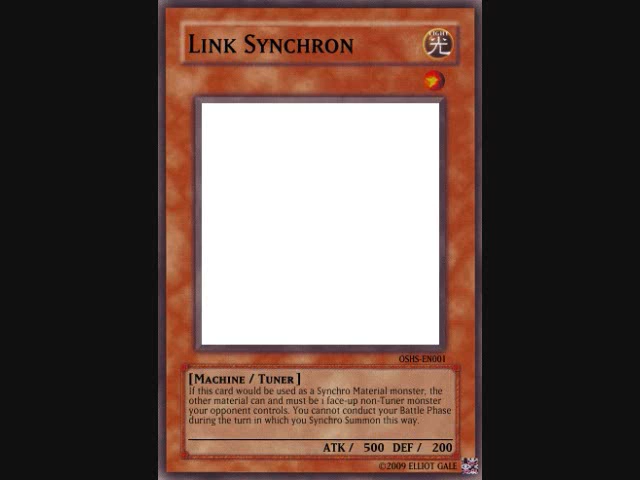 LINK SYNCHRON
LIGHT
光
OSHS-EN001
[MACHINE / TUNER]
If this card would be used as a Synchro Material monster, the
other material can and must be 1 face-up non-Tuner monster
your opponent controls. You cannot conduct your Battle Phase
during the turn in which you Synchro Summon this way.
ATK / 500 DEF / 200
©2009 ELLIOT GALE